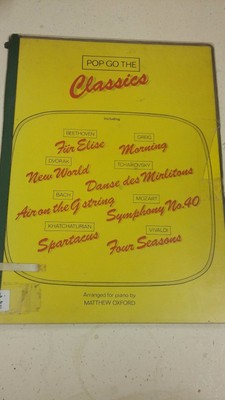 POP GO THE
Classics
including
BEETHOVEN
Für Elise
GRIEG
Morning
DVORAK
New World
TCHAIKOVSKY
Danse des Mirlitons
BACH
Air on the G string
MOZART
Symphony No.40
KHATCHATURIAN
Spartacus
VIVALDI
Four Seasons
Arranged for piano by
MATTHEW OXFORD